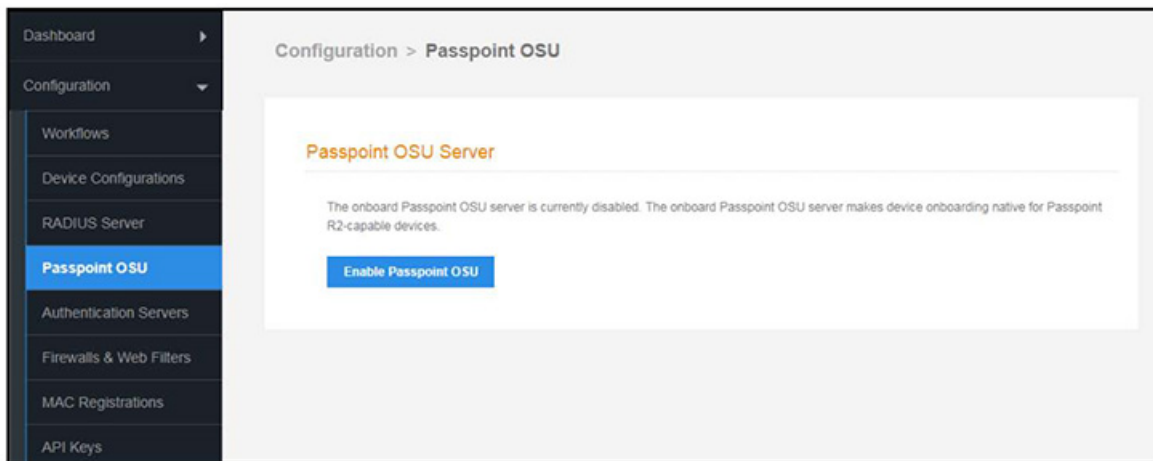 Dashboard
Configuration
Workflows
Device Configurations
RADIUS Server
Passpoint OSU
Authentication Servers
Firewalls & Web Filters
MAC Registrations
API Keys
Configuration > Passpoint OSU
Passpoint OSU Server
The onboard Passpoint OSU server is currently disabled. The onboard Passpoint OSU server makes device onboarding native for Passpoint
R2-capable devices.
Enable Passpoint OSU